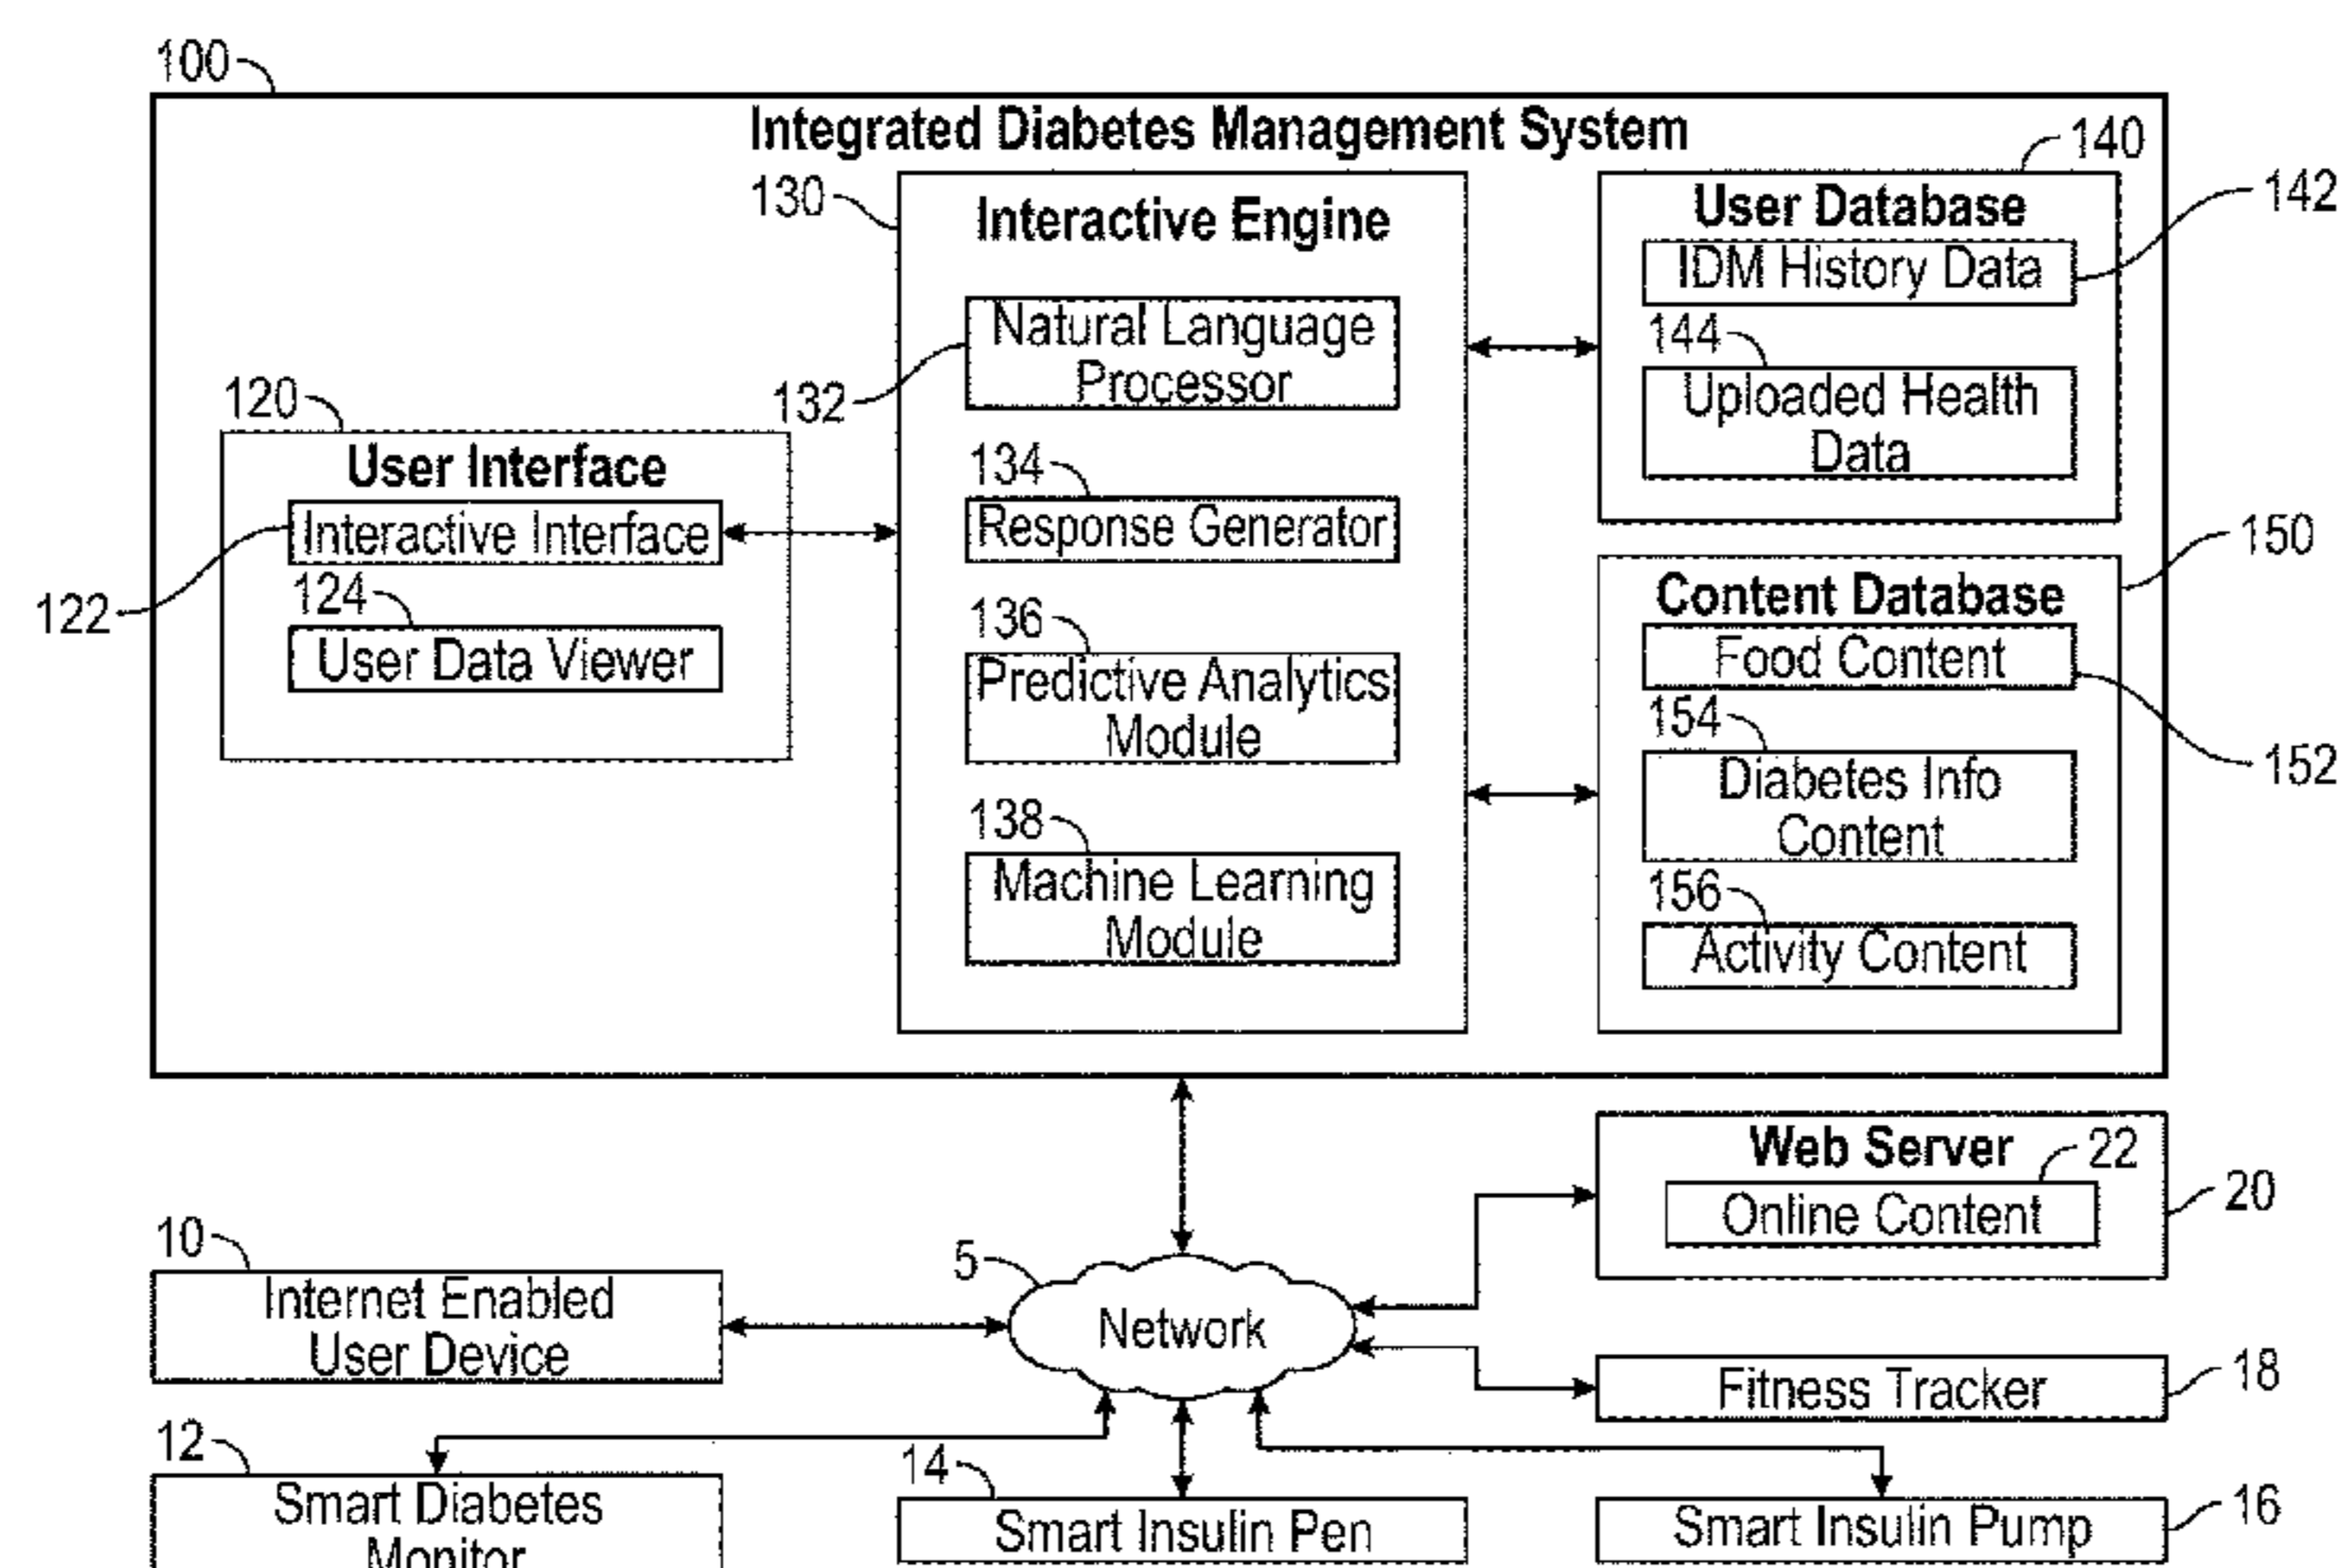 100
Integrated Diabetes Management System
130
Interactive Engine
132
Natural Language
Processor
134
Response Generator
136
Predictive Analytics
Module
138
Machine Learning
Module
120
User Interface
122
Interactive Interface
124
User Data Viewer
140
User Database
142
IDM History Data
144
Uploaded Health
Data
150
Content Database
152
Food Content
154
Diabetes Info
Content
156
Activity Content
Web Server
20
22
Online Content
10
Internet Enabled
User Device
5
Network
18
Fitness Tracker
12
Smart Diabetes
Monitor
14
Smart Insulin Pen
16
Smart Insulin Pump